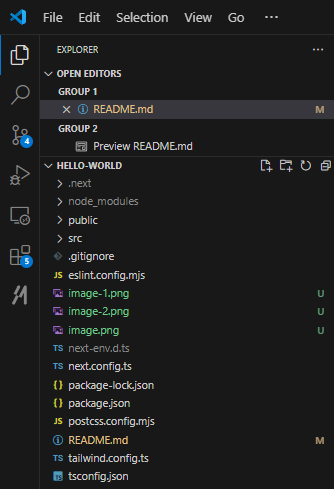 File Edit Selection View Go ...
EXPLORER ...
OPEN EDITORS
GROUP 1
README.md M
GROUP 2
Preview README.md
HELLO-WORLD
.next
node_modules
public
src
.gitignore
JS eslint.config.mjs
image-1.png U
image-2.png U
image.png U
TS next-env.d.ts
TS next.config.ts
{ } package-lock.json
{ } package.json
JS postcss.config.mjs
README.md M
TS tailwind.config.ts
TS tsconfig.json
4
5